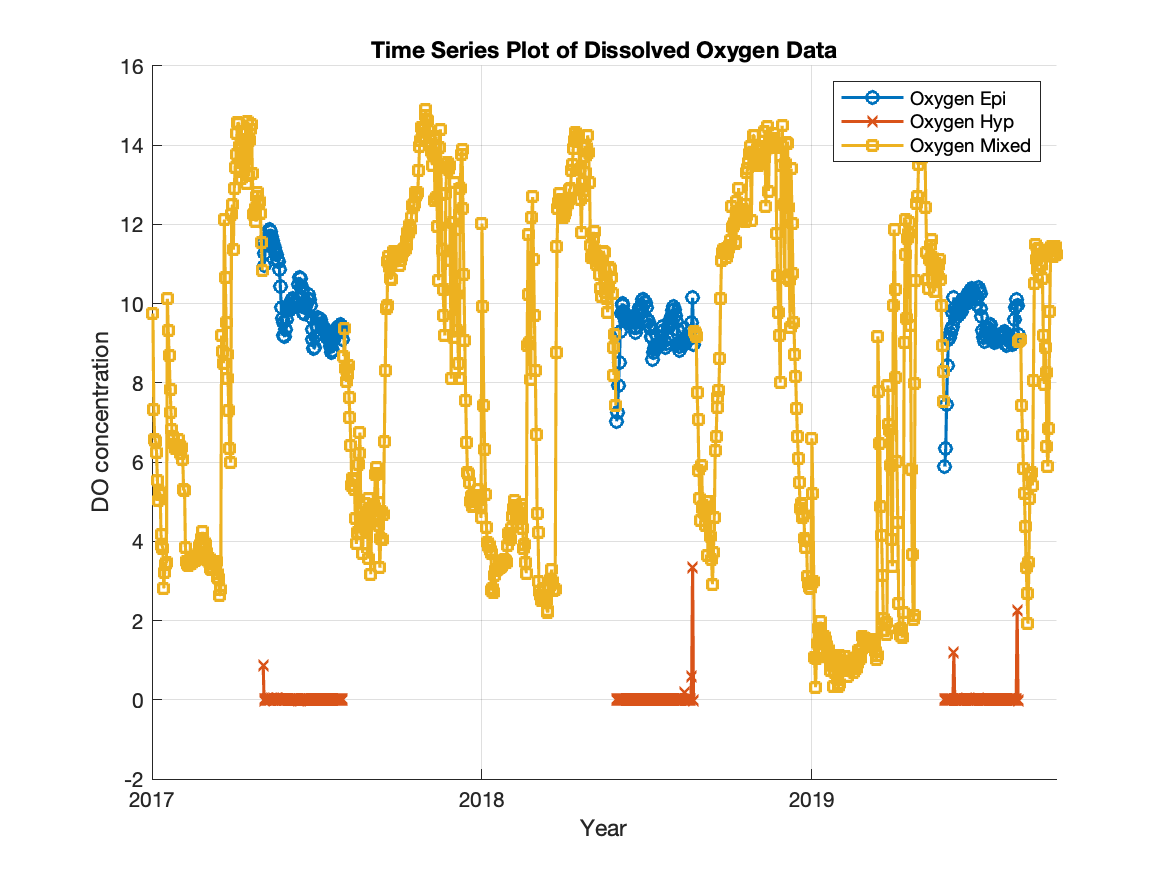 Time Series Plot of Dissolved Oxygen Data
Oxygen Epi
Oxygen Hyp
Oxygen Mixed
DO concentration
16
14
12
10
8
6
4
2
0
-2
2017
2018
2019
Year